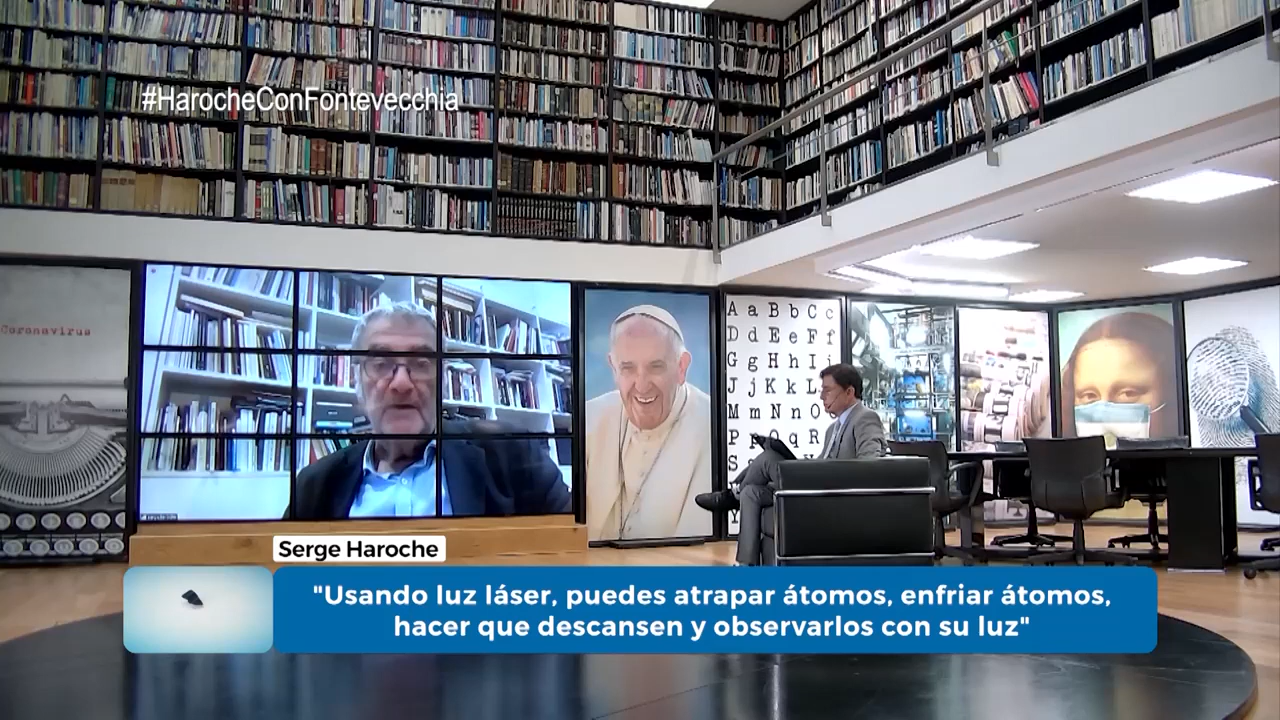 #HarocheConFontevecchia
Coronavirus
A a B b C c
D d E e F f
G g H h I i
J j K k L
M m N n O
P p Q q R
S
Y
Serge Haroche
"Usando luz láser, puedes atrapar átomos, enfriar átomos,
hacer que descansen y observarlos con su luz"